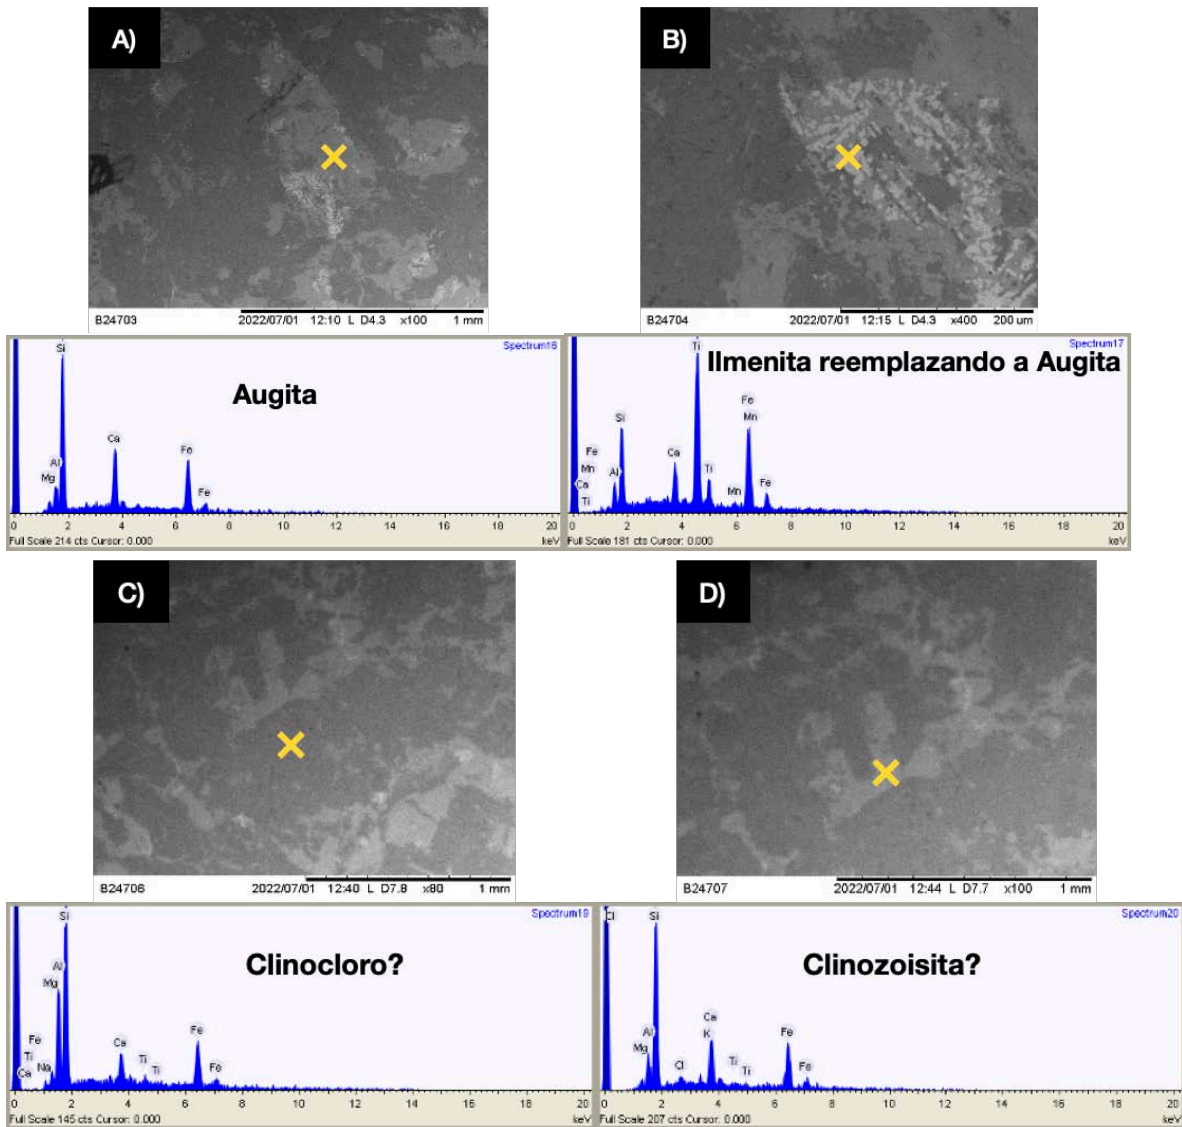 A)
B)
B24703 2022/07/01 12:10 L D4.3 x100 1 mm
B24704 2022/07/01 12:15 L D4.3 x400 200 um
Spectrum16
Augita
Si
Ca
Fe
Al
Mg
Fe
0 2 4 6 8 10 12 14 16 18 20
Full Scale 214 cts Cursor: 0.000 keV
Spectrum17
Ilmenita reemplazando a Augita
Ti
Fe
Mn
Si
Fe
Mn
Ca
Ti
Al
Ca
Ti
Mn
Fe
2 4 6 8 10 12 14 16 18 20
Full Scale 181 cts Cursor: 0.000 keV
C)
D)
B24706 2022/07/01 12:40 L D7.8 x80 1 mm
B24707 2022/07/01 12:44 L D7.7 x100 1 mm
Spectrum19
Clinocloro?
Si
Al
Mg
Fe
Ti
Ca
Na
Ca
Ti
Ti
Fe
Fe
0 2 4 6 8 10 12 14 16 18 20
Full Scale 145 cts Cursor: 0.000 keV
Spectrum20
Clinozoisita?
Cl
Si
Al
Mg
Cl
Ca
K
Ti
Ti
Fe
Fe
0 2 4 6 8 10 12 14 16 18 20
Full Scale 207 cts Cursor: 0.000 keV